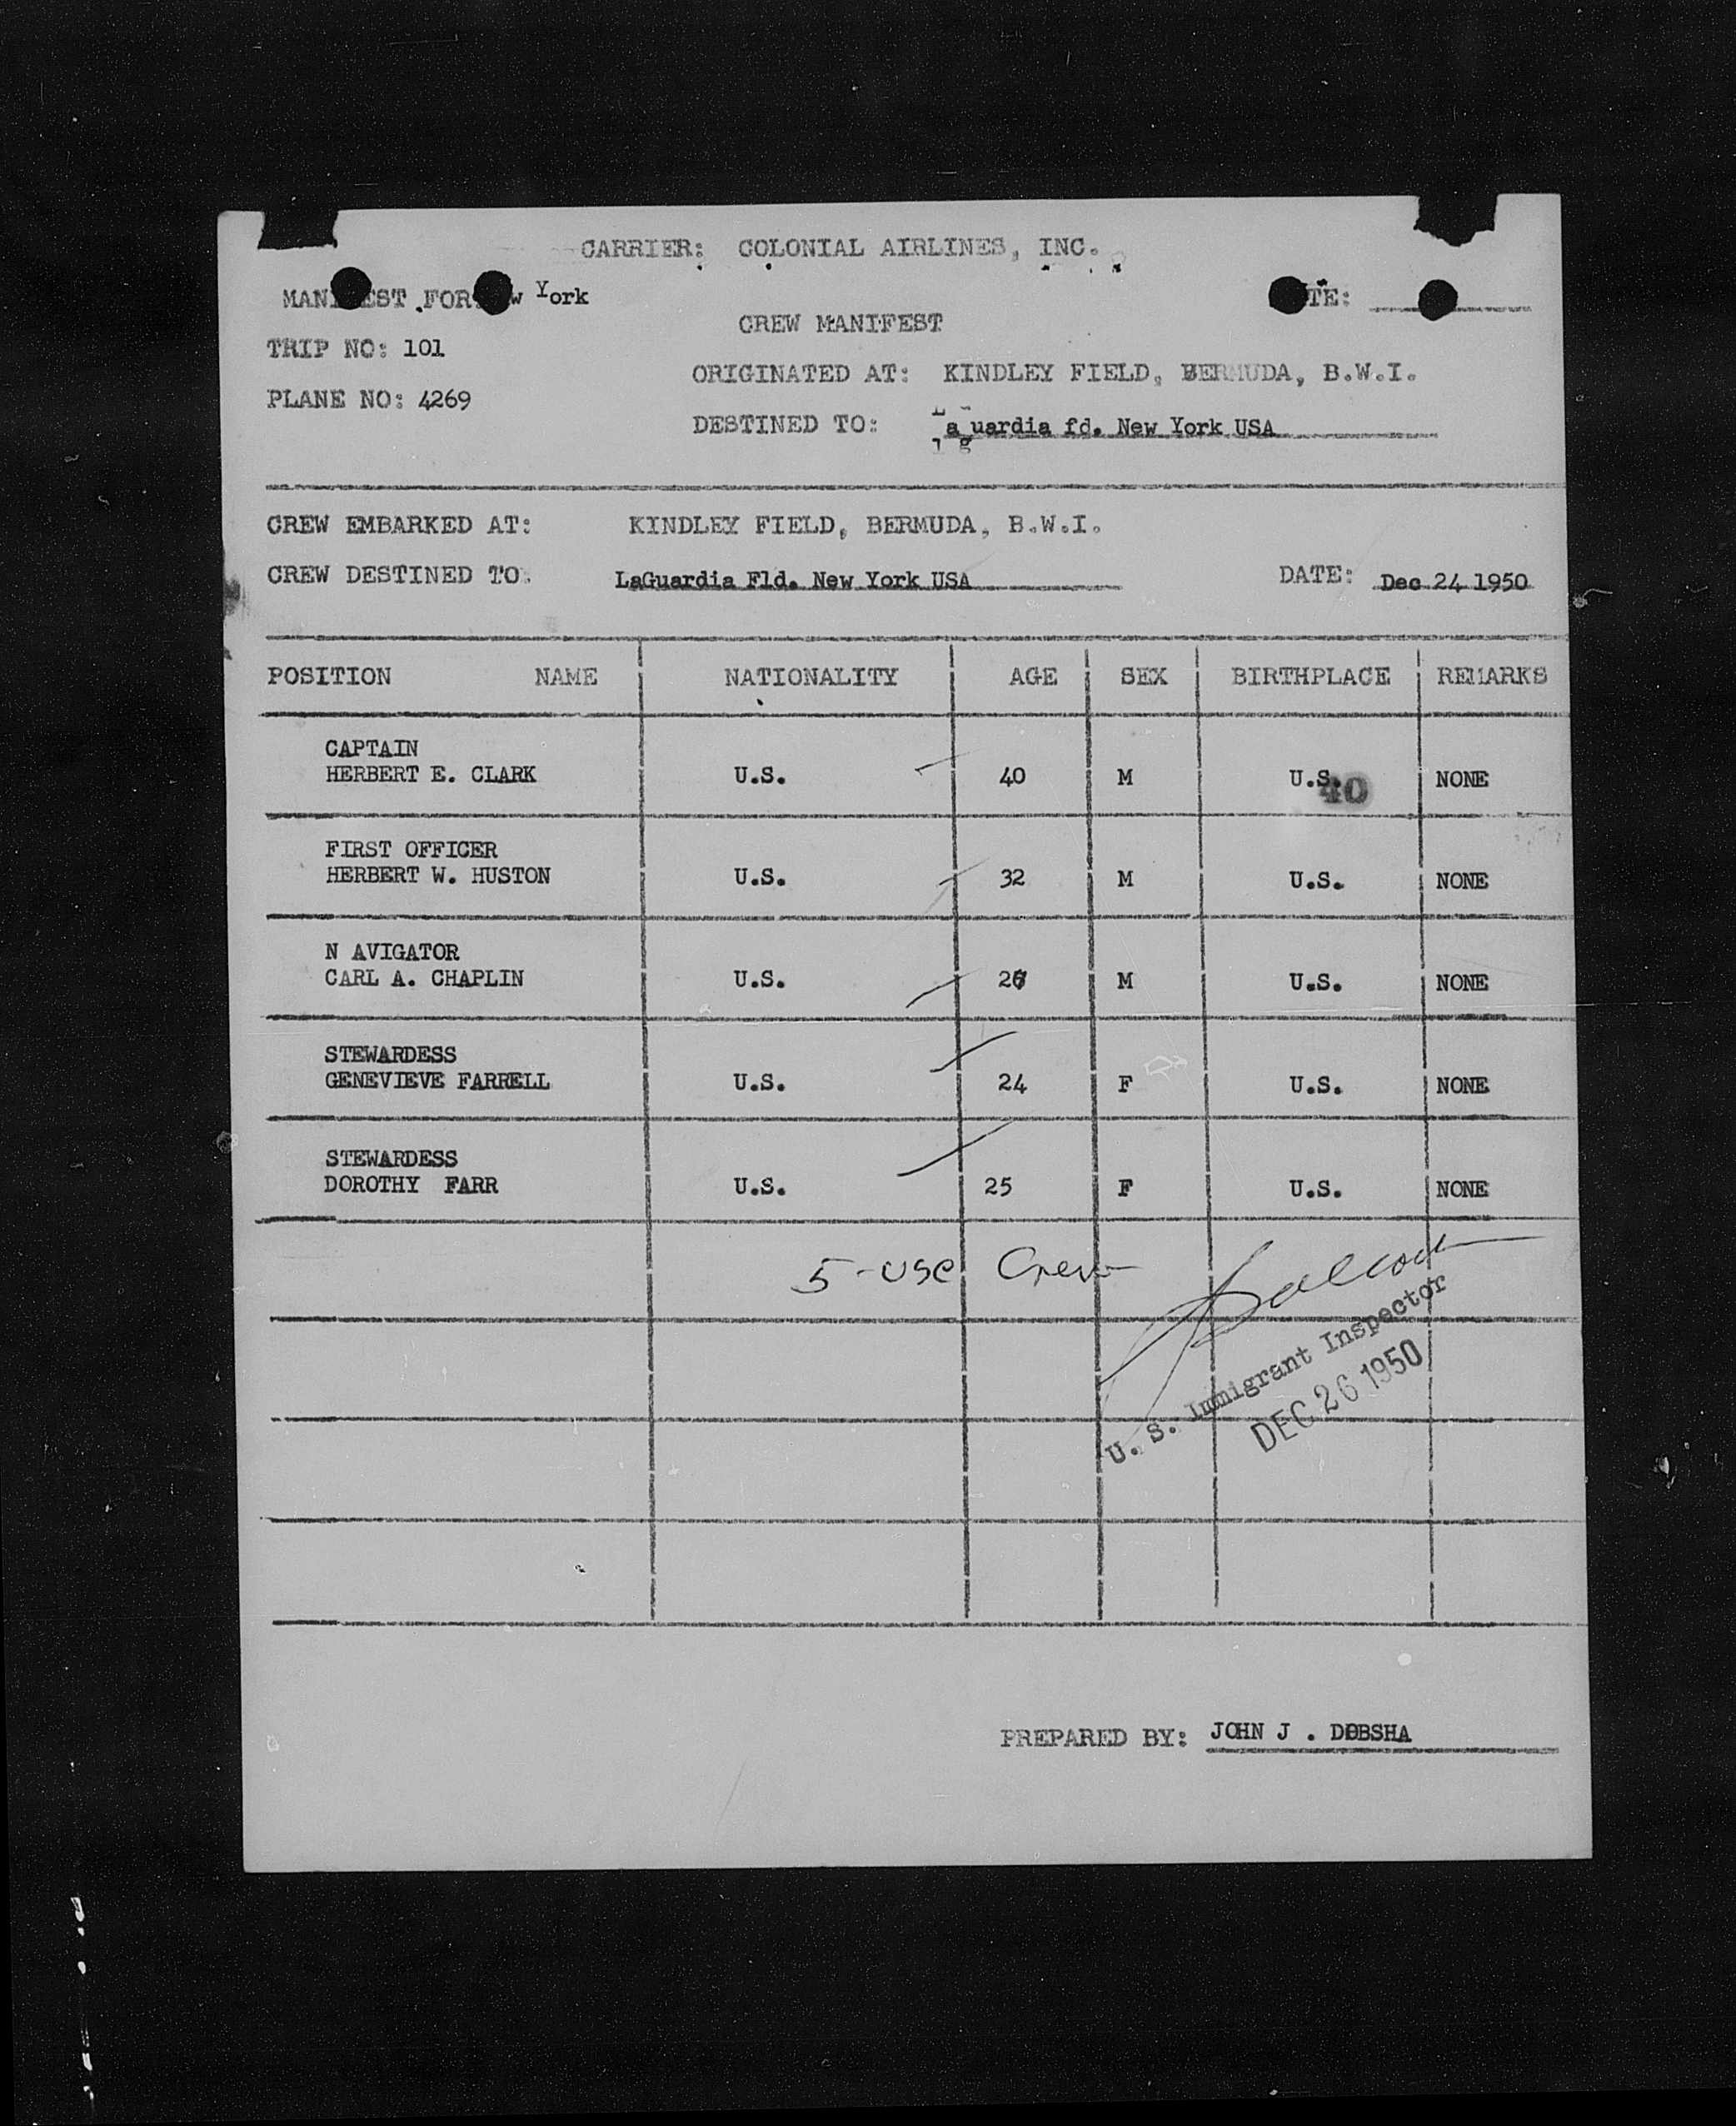 CARRIER: COLONIAL AIRLINES, INC.
MAN EST FOR: w York
TE:
CREW MANIFEST
TRIP NO: 101
ORIGINATED AT: KINDLEY FIELD, BERMUDA, B.W.I.
PLANE NO: 4269
DESTINED TO: Laguardia fd. New York USA
CREW EMBARKED AT: KINDLEY FIELD, BERMUDA, B.W.I.
CREW DESTINED TO: LaGuardia Fld. New York USA DATE: Dec 24 1950
POSITION NAME NATIONALITY AGE SEX BIRTHPLACE REMARKS
CAPTAIN
HERBERT E. CLARK U.S. 40 M U.S. NONE
40
FIRST OFFICER
HERBERT W. HUSTON U.S. 32 M U.S. NONE
N AVIGATOR
CARL A. CHAPLIN U.S. M U.S. NONE
STEWARDESS
GENEVIEVE FARRELL U.S. 24 F U.S. NONE
STEWARDESS
DOROTHY FARR U.S. 25 F U.S. NONE
5-USC Crew
U. S. Immigrant Inspector
DEC 26 1950
PREPARED BY: JOHN J . DOBSHA